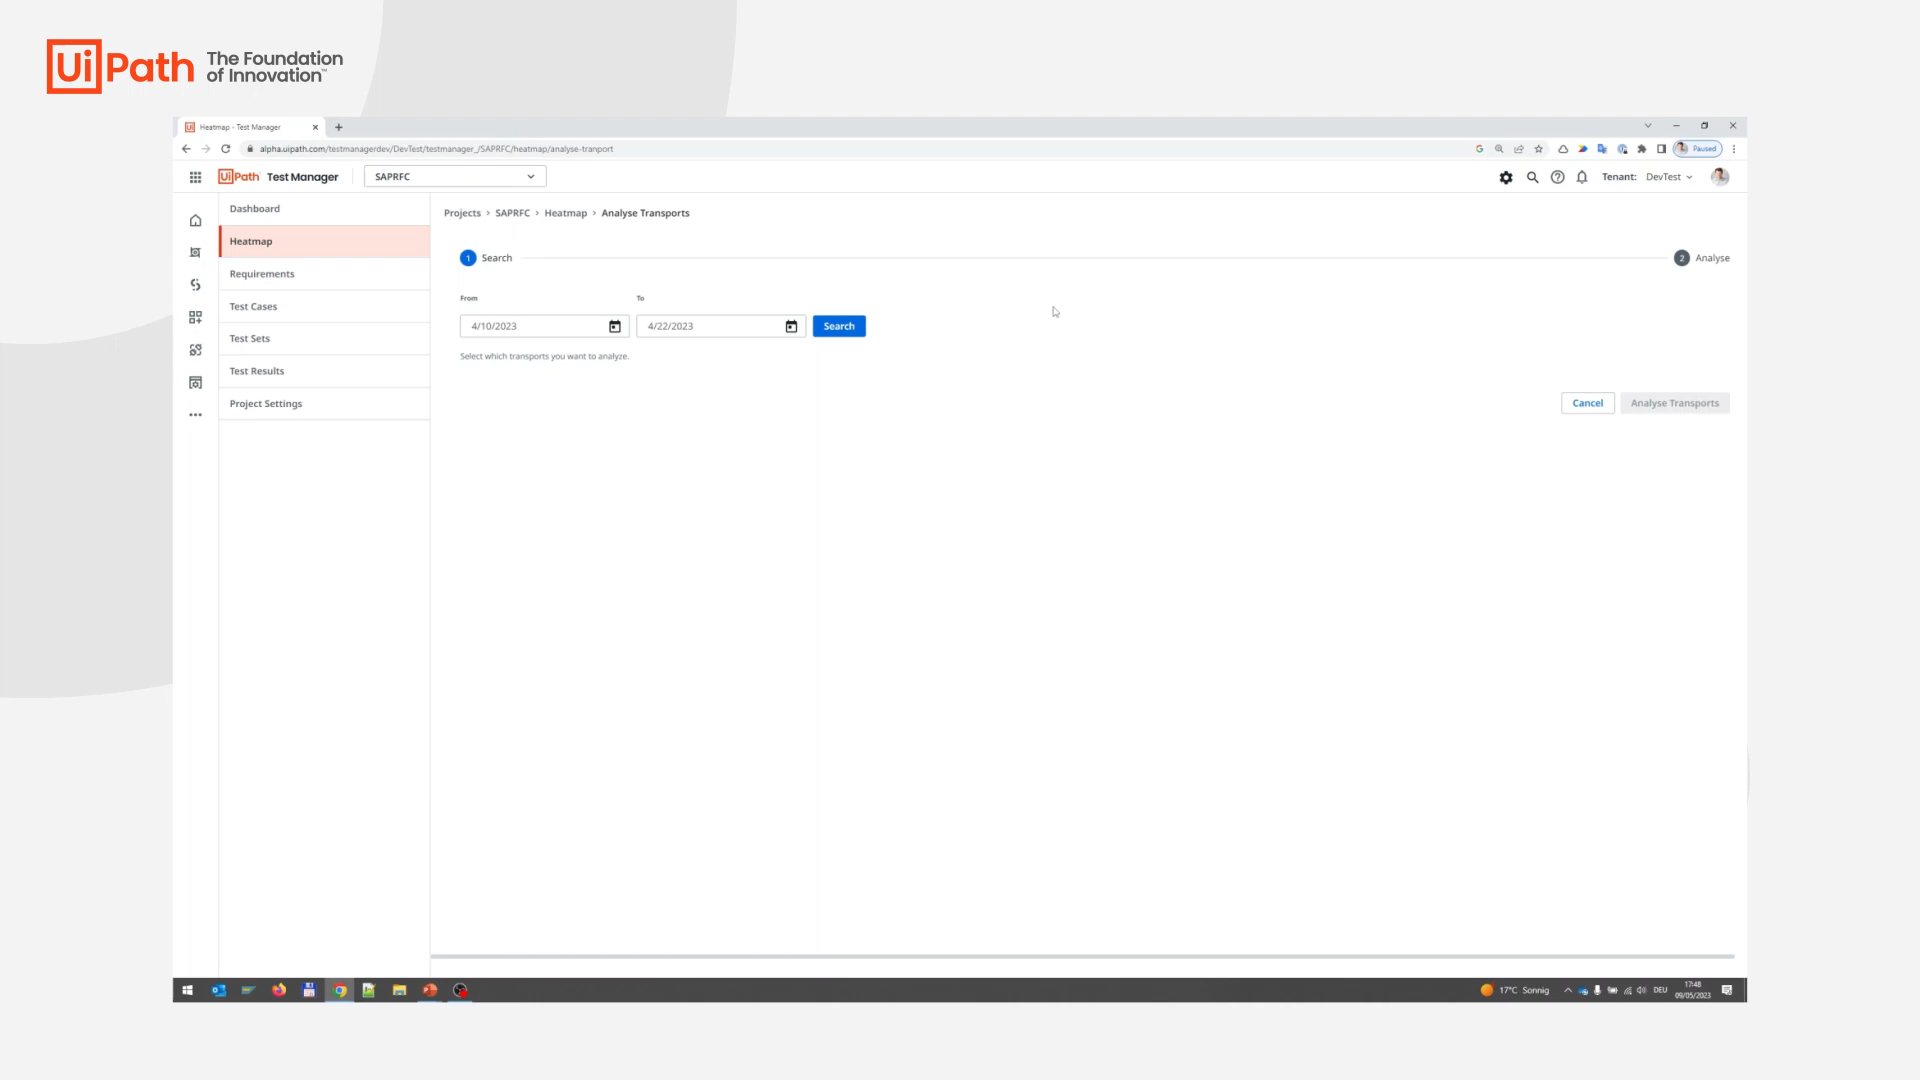 UiPath The Foundation
of Innovation™
Heatmap - Test Manager
alpha.uipath.com/testmanagerdev/DevTest/testmanager_/SAPRFC/heatmap/analyse-tranport
Paused
UiPath Test Manager
SAPRFC
Tenant: DevTest
Dashboard
Heatmap
Requirements
Test Cases
Test Sets
Test Results
Project Settings
Projects > SAPRFC > Heatmap > Analyse Transports
1 Search
2 Analyse
From
To
4/10/2023
4/22/2023
Search
Select which transports you want to analyze.
Cancel
Analyse Transports
17°C Sonnig
DEU
17:48
09/05/2023